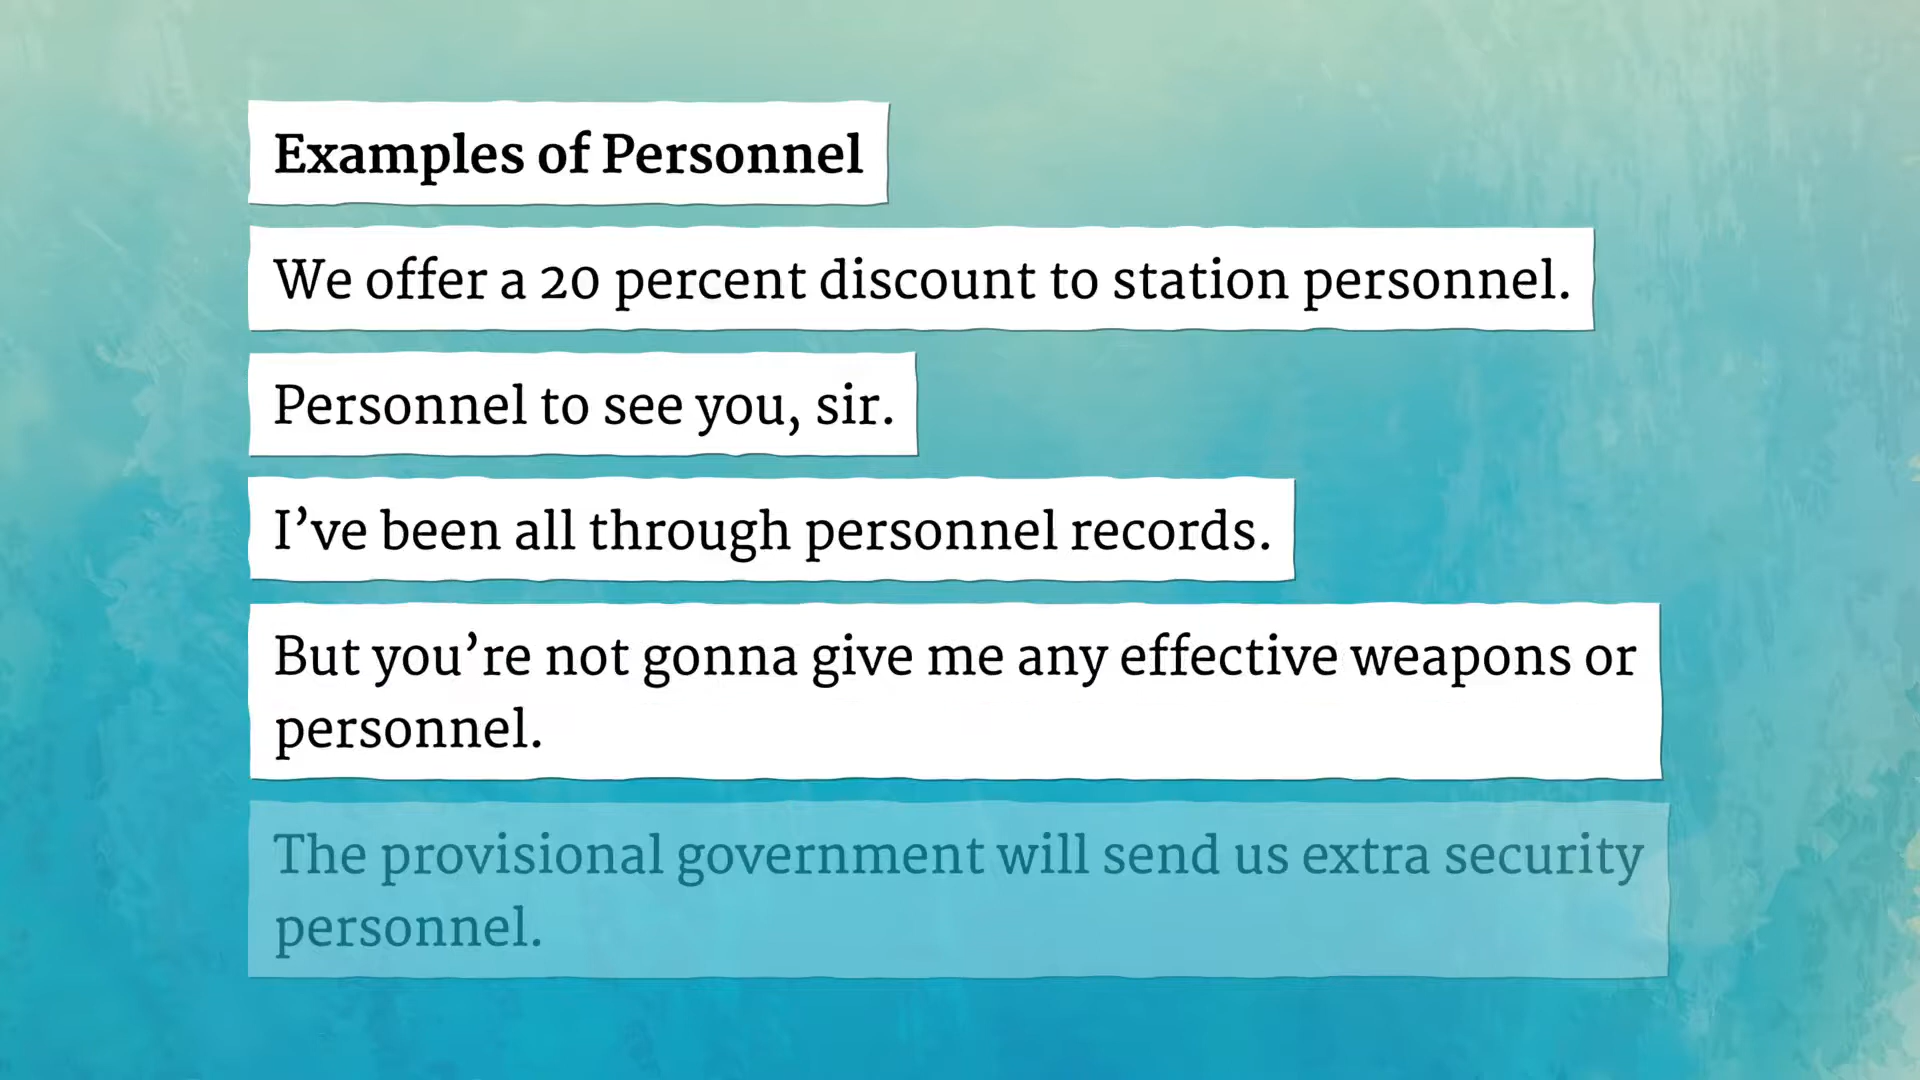 Examples of Personnel
We offer a 20 percent discount to station personnel.
Personnel to see you, sir.
I’ve been all through personnel records.
But you’re not gonna give me any effective weapons or
personnel.
The provisional government will send us extra security
personnel.